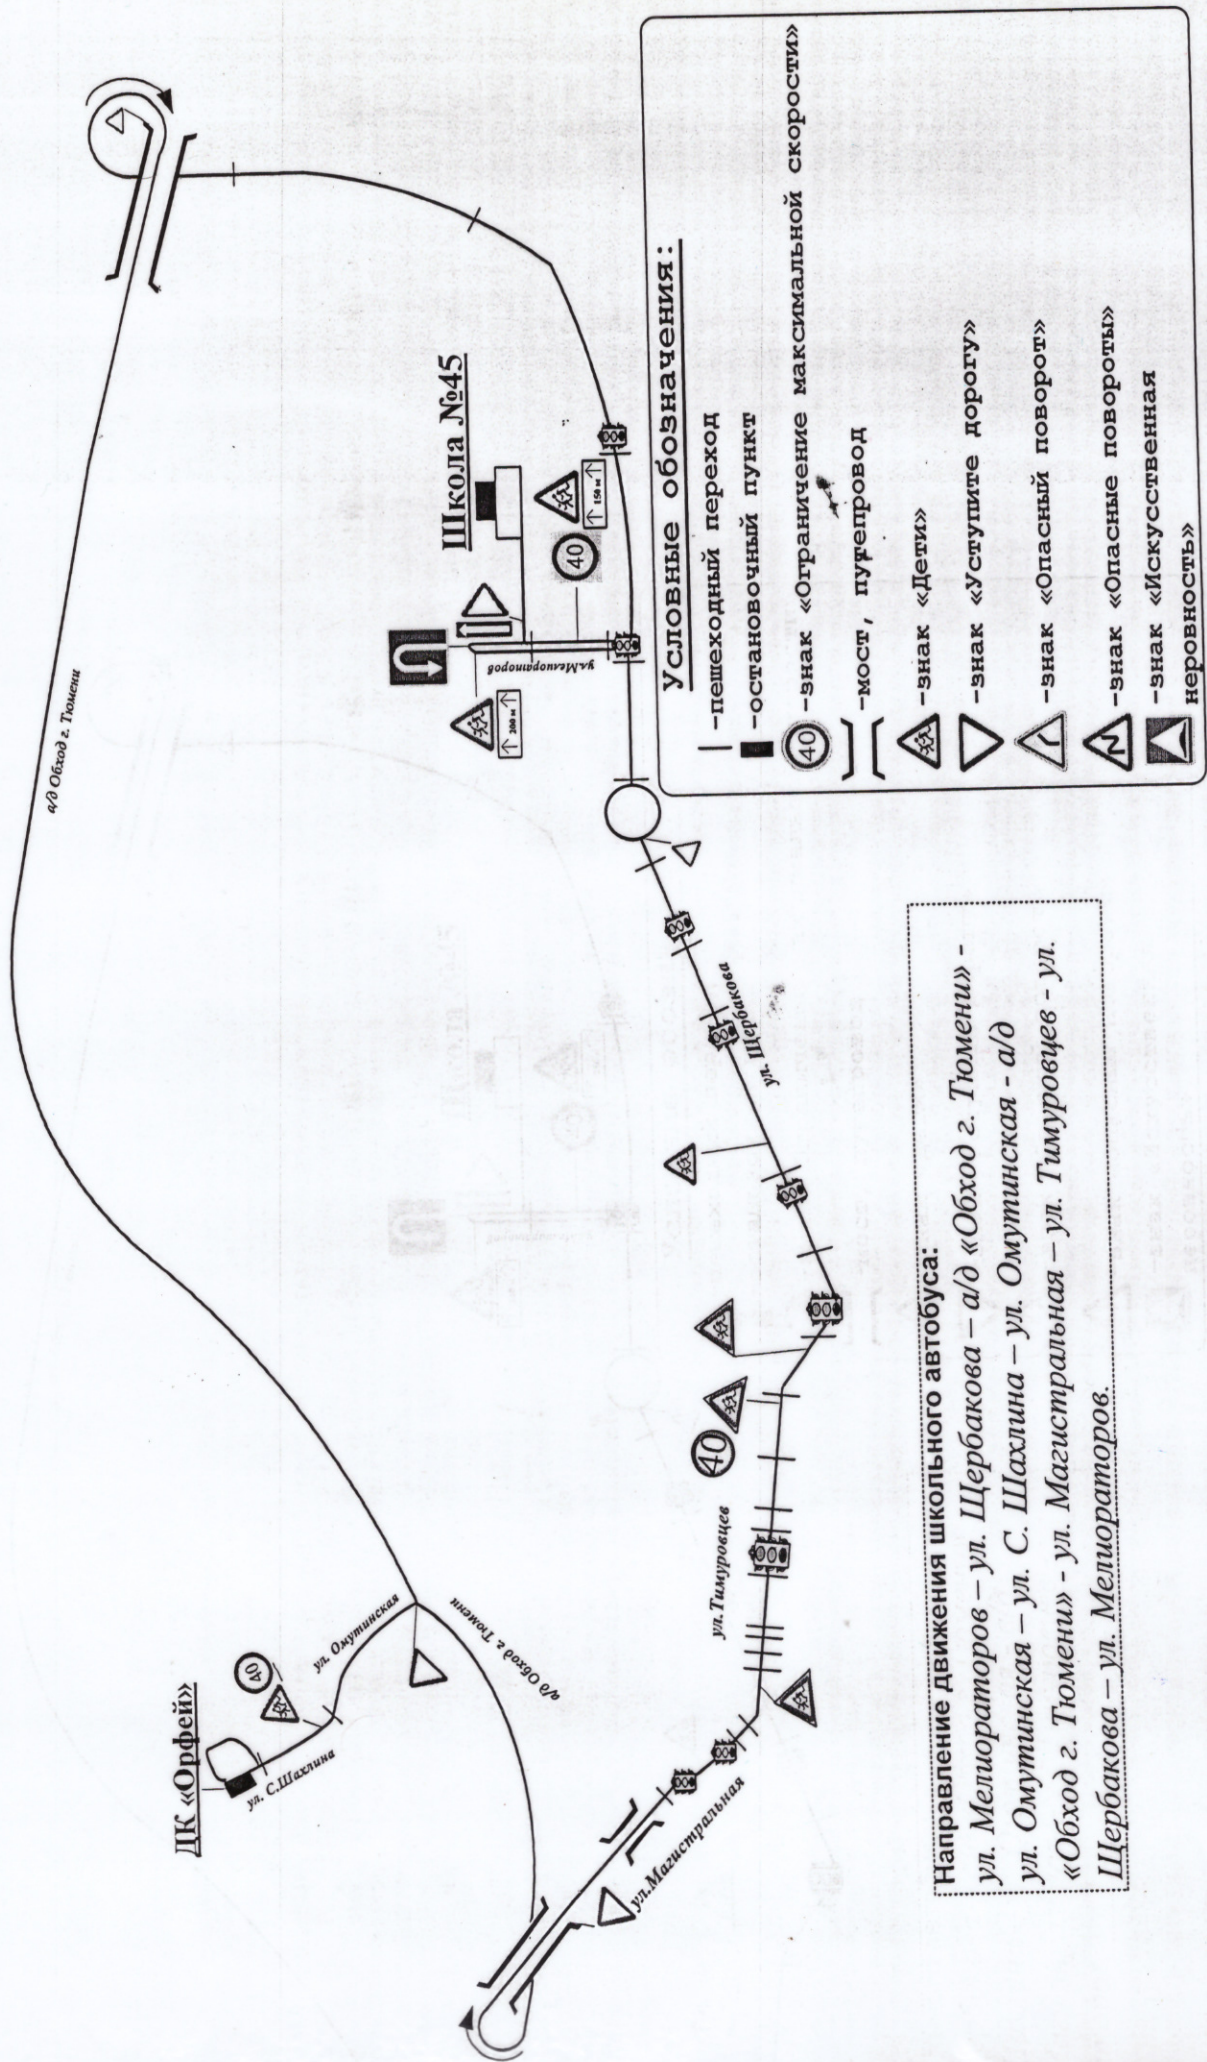 ДК «Орфей»
40
ул. С.Шахлина
ул. Омутинская
а/д Обход г. Тюмени
а/д Обход г. Тюмени
Школа №45
200 м
ул.Мелиораторов
40
150 м
ул.Магистральная
ул.Тимуровцев
40
ул. Щербакова
Условные обозначения:
-пешеходный переход
-остановочный пункт
40 -знак «Ограничение максимальной скорости»
-мост, путепровод
-знак «Дети»
-знак «Уступите дорогу»
-знак «Опасный поворот»
-знак «Опасные повороты»
-знак «Искусственная
неровность»
Направление движения школьного автобуса:
ул. Мелиораторов – ул. Щербакова – а/д «Обход г. Тюмени» -
ул. Омутинская – ул. С. Шахлина – ул. Омутинская - а/д
«Обход г. Тюмени» - ул. Магистральная – ул. Тимуровцев - ул.
Щербакова – ул. Мелиораторов.